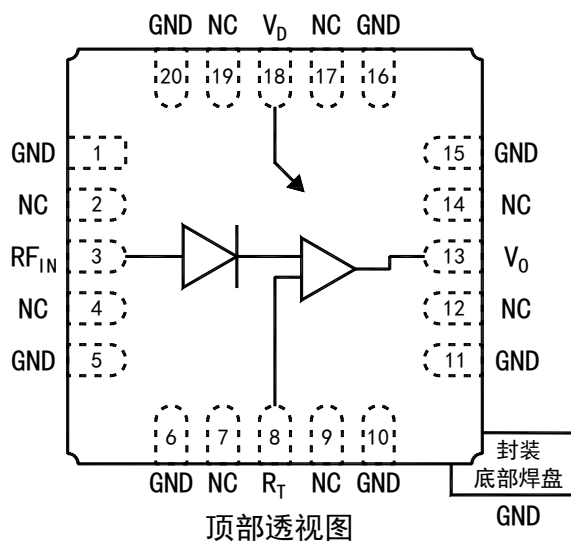 GND NC VD NC GND
20 19 18 17 16
GND 1 15 GND
NC 2 14 NC
RFIN 3 13 VO
NC 4 12 NC
GND 5 11 GND
6 7 8 9 10
GND NC RT NC GND
封装
底部焊盘
GND
顶部透视图